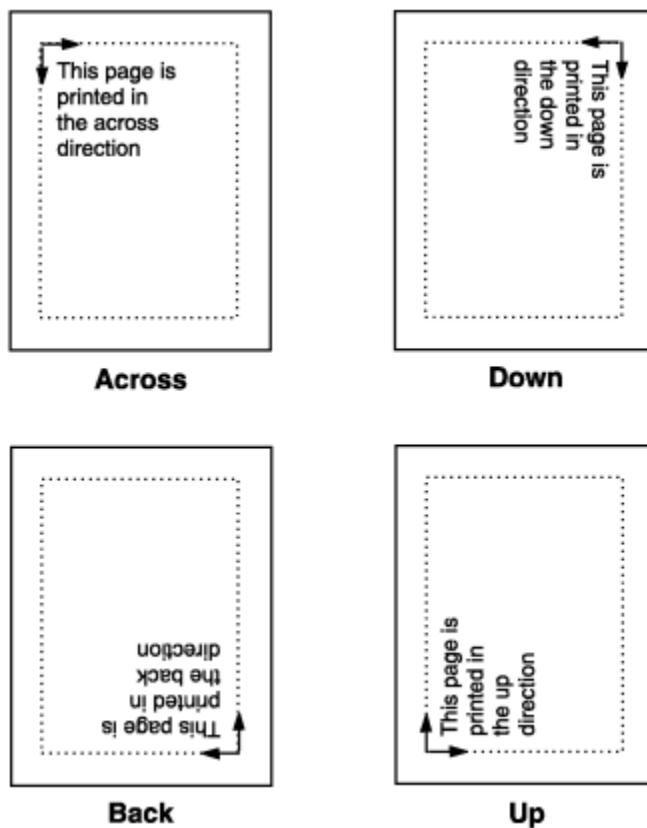 This page is
printed in
the across
direction
Across
This page is
printed in
the down
direction
Down
This page is
printed in
the back
direction
Back
This page is
printed in
the up
direction
Up